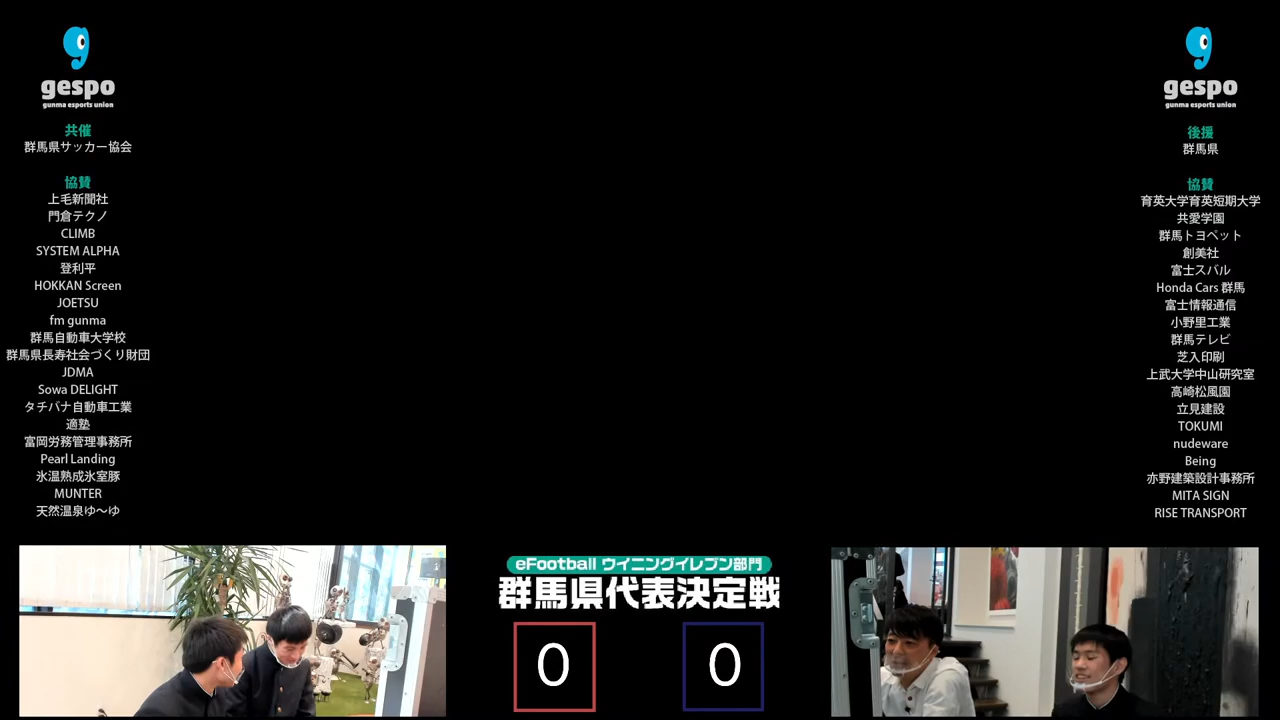 gespo
gunma esports union
共催
群馬県サッカー協会
協賛
上毛新聞社
門倉テクノ
CLIMB
SYSTEM ALPHA
登利平
HOKKAN Screen
JOETSU
fm gunma
群馬自動車大学校
群馬県長寿社会づくり財団
JDMA
Sowa DELIGHT
タチバナ自動車工業
適塾
富岡労務管理事務所
Pearl Landing
氷温熟成氷室豚
MUNTER
天然温泉ゆ～ゆ
gespo
gunma esports union
後援
群馬県
協賛
育英大学育英短期大学
共愛学園
群馬トヨペット
創美社
富士スバル
Honda Cars 群馬
富士情報通信
小野里工業
群馬テレビ
芝入印刷
上武大学中山研究室
高崎松風園
立見建設
TOKUMI
nudeware
Being
亦野建築設計事務所
MITA SIGN
RISE TRANSPORT
eFootball ウイニングイレブン部門
群馬県代表決定戦
0
0